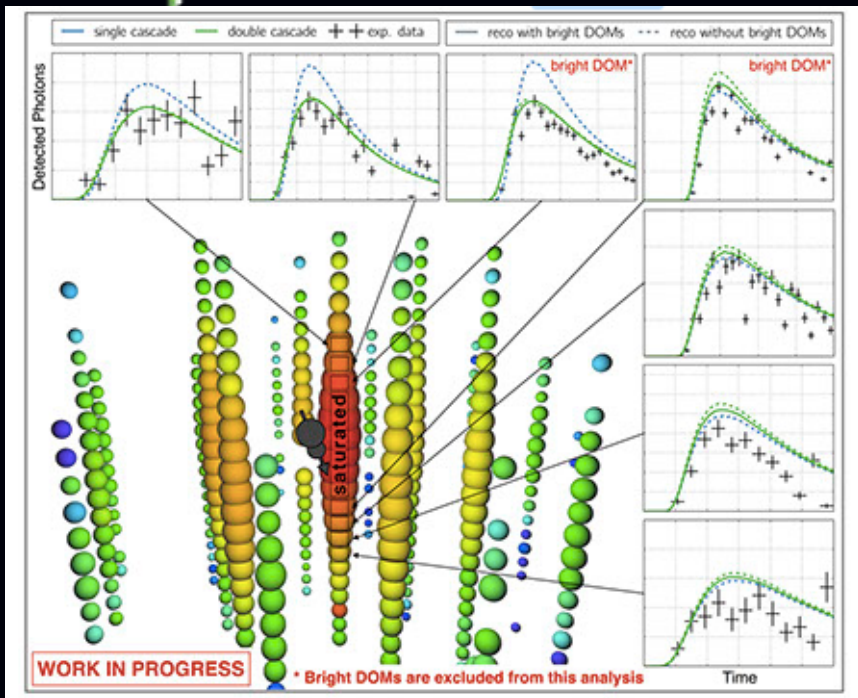 single cascade
double cascade
exp. data
reco with bright DOMs
reco without bright DOMs
Detected Photons
bright DOM*
bright DOM*
saturated
WORK IN PROGRESS
* Bright DOMs are excluded from this analysis
Time